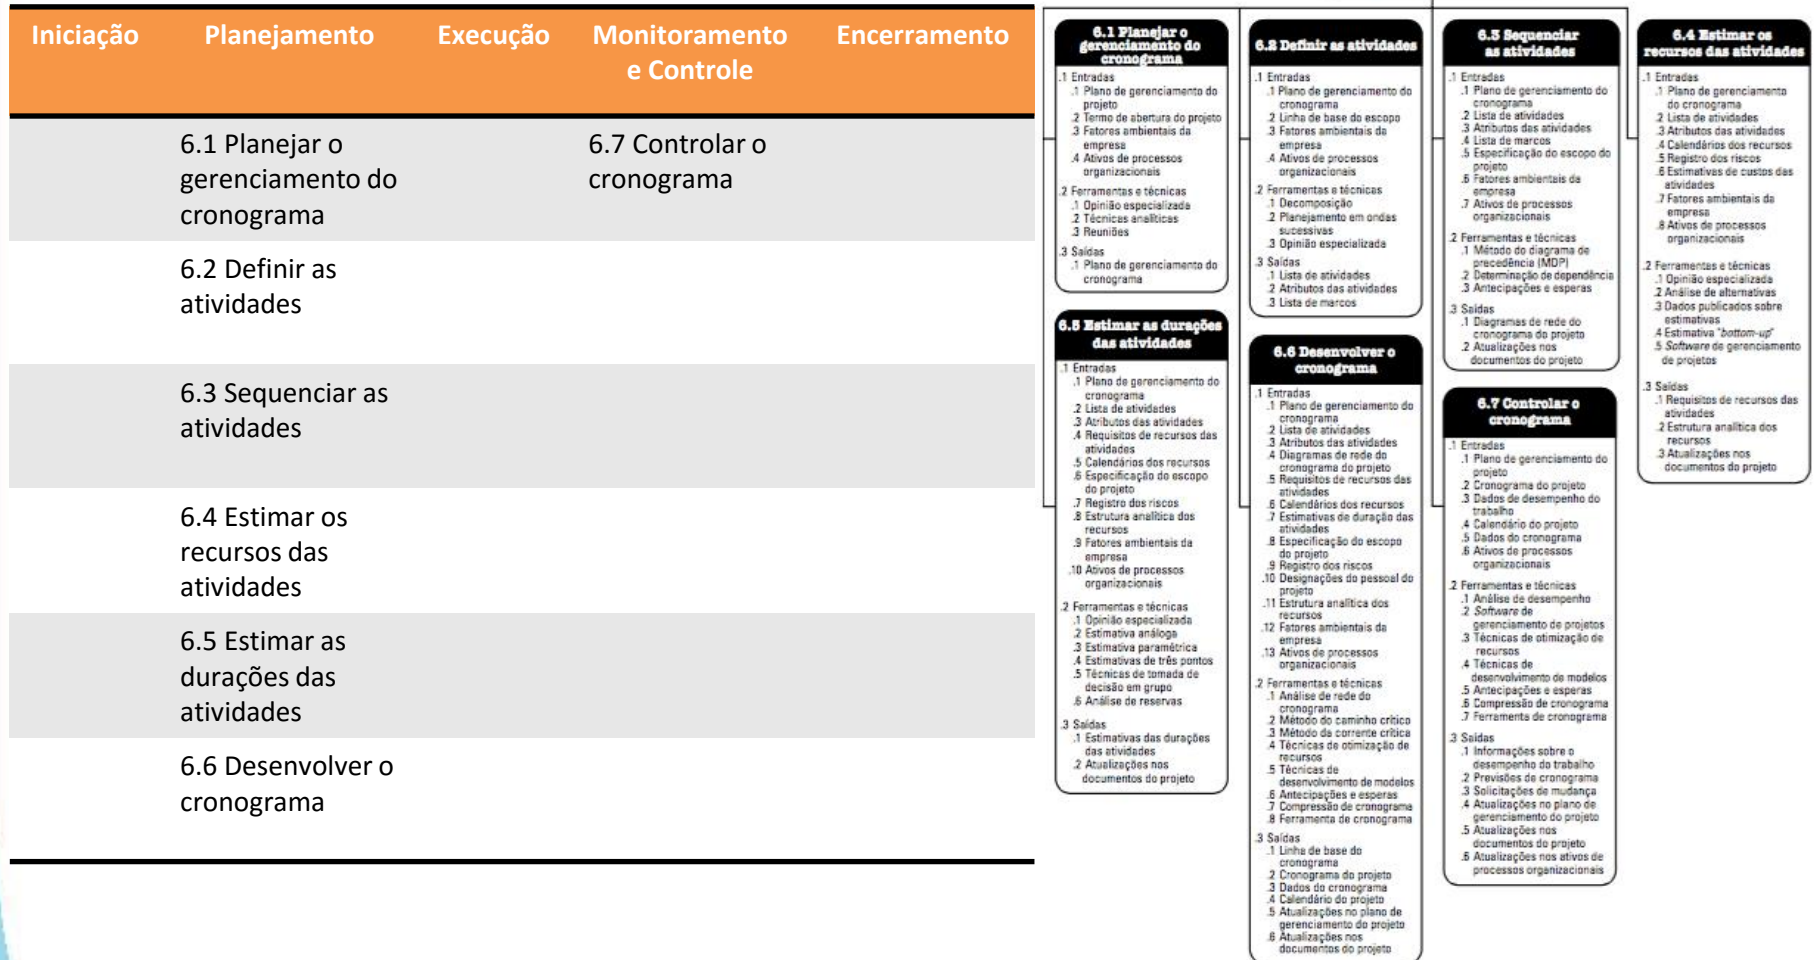 Iniciação
Planejamento
Execução
Monitoramento
e Controle
Encerramento
6.1 Planejar o
gerenciamento do
cronograma
6.7 Controlar o
cronograma
6.2 Definir as
atividades
6.3 Sequenciar as
atividades
6.4 Estimar os
recursos das
atividades
6.5 Estimar as
durações das
atividades
6.6 Desenvolver o
cronograma
6.1 Planejar o
gerenciamento do
cronograma
.1 Entradas
.1 Plano de gerenciamento do
projeto
.2 Termo de abertura do projeto
.3 Fatores ambientais da
empresa
.4 Ativos de processos
organizacionais
.2 Ferramentas e técnicas
.1 Opinião especializada
.2 Técnicas analíticas
.3 Reuniões
.3 Saídas
.1 Plano de gerenciamento do
cronograma
6.2 Definir as atividades
.1 Entradas
.1 Plano de gerenciamento do
cronograma
.2 Linha de base do escopo
.3 Fatores ambientais da
empresa
.4 Ativos de processos
organizacionais
.2 Ferramentas e técnicas
.1 Decomposição
.2 Planejamento em ondas
sucessivas
.3 Opinião especializada
.3 Saídas
.1 Lista de atividades
.2 Atributos das atividades
.3 Lista de marcos
6.3 Sequenciar
as atividades
.1 Entradas
.1 Plano de gerenciamento do
cronograma
.2 Lista de atividades
.3 Atributos das atividades
.4 Lista de marcos
.5 Especificação do escopo do
projeto
.6 Fatores ambientais da
empresa
.7 Ativos de processos
organizacionais
.2 Ferramentas e técnicas
.1 Método do diagrama de
precedência (MDP)
.2 Determinação de dependência
.3 Antecipações e esperas
.3 Saídas
.1 Diagramas de rede do
cronograma do projeto
.2 Atualizações nos
documentos do projeto
6.4 Estimar os
recursos das atividades
.1 Entradas
.1 Plano de gerenciamento
do cronograma
.2 Lista de atividades
.3 Atributos das atividades
.4 Calendários dos recursos
.5 Registro dos riscos
.6 Estimativas de custos das
atividades
.7 Fatores ambientais da
empresa
.8 Ativos de processos
organizacionais
.2 Ferramentas e técnicas
.1 Opinião especializada
.2 Análise de alternativas
.3 Dados publicados sobre
estimativas
.4 Estimativa "bottom-up"
.5 Software de gerenciamento
de projetos
.3 Saídas
.1 Requisitos de recursos das
atividades
.2 Estrutura analítica dos
recursos
.3 Atualizações nos
documentos do projeto
6.5 Estimar as durações
das atividades
.1 Entradas
.1 Plano de gerenciamento do
cronograma
.2 Lista de atividades
.3 Atributos das atividades
.4 Requisitos de recursos das
atividades
.5 Calendários dos recursos
.6 Especificação do escopo
do projeto
.7 Registro dos riscos
.8 Estrutura analítica dos
recursos
.9 Fatores ambientais da
empresa
.10 Ativos de processos
organizacionais
.2 Ferramentas e técnicas
.1 Opinião especializada
.2 Estimativa análoga
.3 Estimativa paramétrica
.4 Estimativas de três pontos
.5 Técnicas de tomada de
decisão em grupo
.6 Análise de reservas
.3 Saídas
.1 Estimativas das durações
das atividades
.2 Atualizações nos
documentos do projeto
6.6 Desenvolver o
cronograma
.1 Entradas
.1 Plano de gerenciamento do
cronograma
.2 Lista de atividades
.3 Atributos das atividades
.4 Diagramas de rede do
cronograma do projeto
.5 Requisitos de recursos das
atividades
.6 Calendários dos recursos
.7 Estimativas de duração das
atividades
.8 Especificação do escopo
do projeto
.9 Registro dos riscos
.10 Designações do pessoal do
projeto
.11 Estrutura analítica dos
recursos
.12 Fatores ambientais da
empresa
.13 Ativos de processos
organizacionais
.2 Ferramentas e técnicas
.1 Análise de rede do
cronograma
.2 Método do caminho crítico
.3 Método da corrente crítica
.4 Técnicas de otimização de
recursos
.5 Técnicas de
desenvolvimento de modelos
.6 Antecipações e esperas
.7 Compressão de cronograma
.8 Ferramenta de cronograma
.3 Saídas
.1 Linha de base do
cronograma
.2 Cronograma do projeto
.3 Dados do cronograma
.4 Calendário do projeto
.5 Atualizações no plano de
gerenciamento do projeto
.6 Atualizações nos
documentos do projeto
6.7 Controlar o
cronograma
.1 Entradas
.1 Plano de gerenciamento do
projeto
.2 Cronograma do projeto
.3 Dados de desempenho do
trabalho
.4 Calendário do projeto
.5 Dados do cronograma
.6 Ativos de processos
organizacionais
.2 Ferramentas e técnicas
.1 Análise de desempenho
.2 Software de
gerenciamento de projetos
.3 Técnicas de otimização de
recursos
.4 Técnicas de
desenvolvimento de modelos
.5 Antecipações e esperas
.6 Compressão de cronograma
.7 Ferramenta de cronograma
.3 Saídas
.1 Informações sobre o
desempenho do trabalho
.2 Previsões de cronograma
.3 Solicitações de mudança
.4 Atualizações no plano de
gerenciamento do projeto
.5 Atualizações nos
documentos do projeto
.6 Atualizações nos ativos de
processos organizacionais